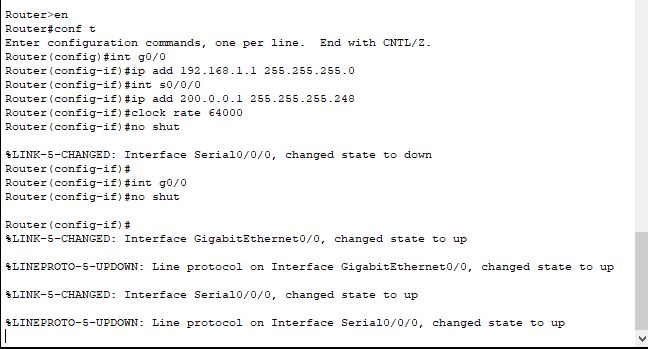 Router>en
Router#conf t
Enter configuration commands, one per line.  End with CNTL/Z.
Router(config)#int g0/0
Router(config-if)#ip add 192.168.1.1 255.255.255.0
Router(config-if)#int s0/0/0
Router(config-if)#ip add 200.0.0.1 255.255.255.248
Router(config-if)#clock rate 64000
Router(config-if)#no shut
%LINK-5-CHANGED: Interface Serial0/0/0, changed state to down
Router(config-if)#
Router(config-if)#int g0/0
Router(config-if)#no shut
Router(config-if)#
%LINK-5-CHANGED: Interface GigabitEthernet0/0, changed state to up
%LINEPROTO-5-UPDOWN: Line protocol on Interface GigabitEthernet0/0, changed state to up
%LINK-5-CHANGED: Interface Serial0/0/0, changed state to up
%LINEPROTO-5-UPDOWN: Line protocol on Interface Serial0/0/0, changed state to up